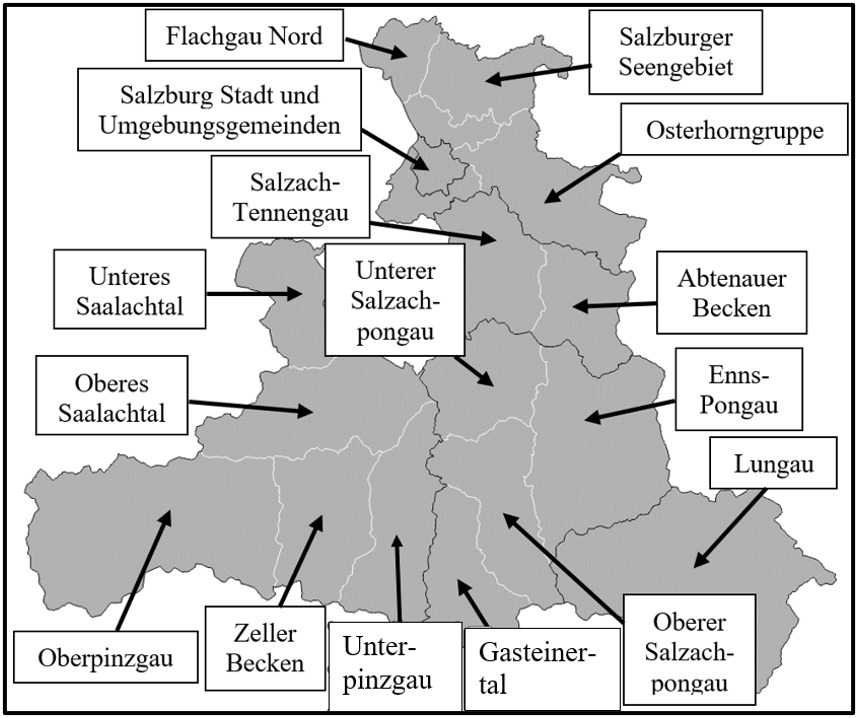 Flachgau Nord
Salzburger
Seengebiet
Salzburg Stadt und
Umgebungsgemeinden
Osterhorngruppe
Salzach-
Tennengau
Unteres
Saalachtal
Unterer
Salzach-
pongau
Abtenauer
Becken
Oberes
Saalachtal
Enns-
Pongau
Lungau
Oberpinzgau
Zeller
Becken
Unter-
pinzgau
Gasteiner-
tal
Oberer
Salzach-
pongau